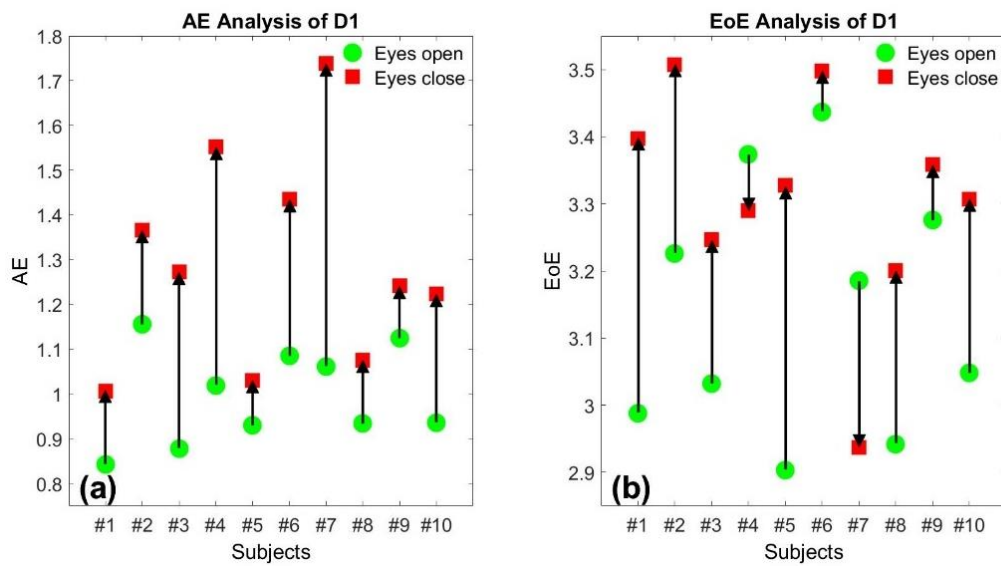 AE Analysis of D1
1.8
1.7
1.6
1.5
1.4
1.3
1.2
1.1
1
0.9
0.8
AE
Eyes open
Eyes close
(a)
#1 #2 #3 #4 #5 #6 #7 #8 #9 #10
Subjects
EoE Analysis of D1
3.5
3.4
3.3
3.2
3.1
3
2.9
EoE
Eyes open
Eyes close
(b)
#1 #2 #3 #4 #5 #6 #7 #8 #9 #10
Subjects